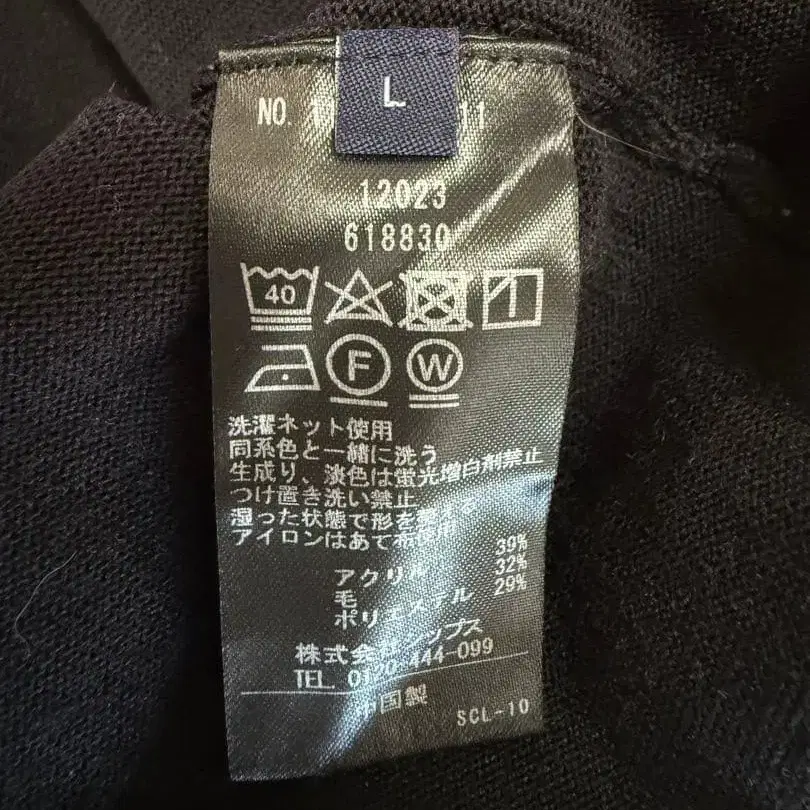 L
NO. 11
12023
618830
40
F W
洗濯ネット使用
同系色と一緒に洗う
生成り、淡色は蛍光増白剤禁止
つけ置き洗い禁止
湿った状態で形を
アイロンはあて布使用
アクリル 39%
毛 32%
ポリエステル 29%
株式会社シップス
TEL. 0120-444-099
中国製
SCL-10